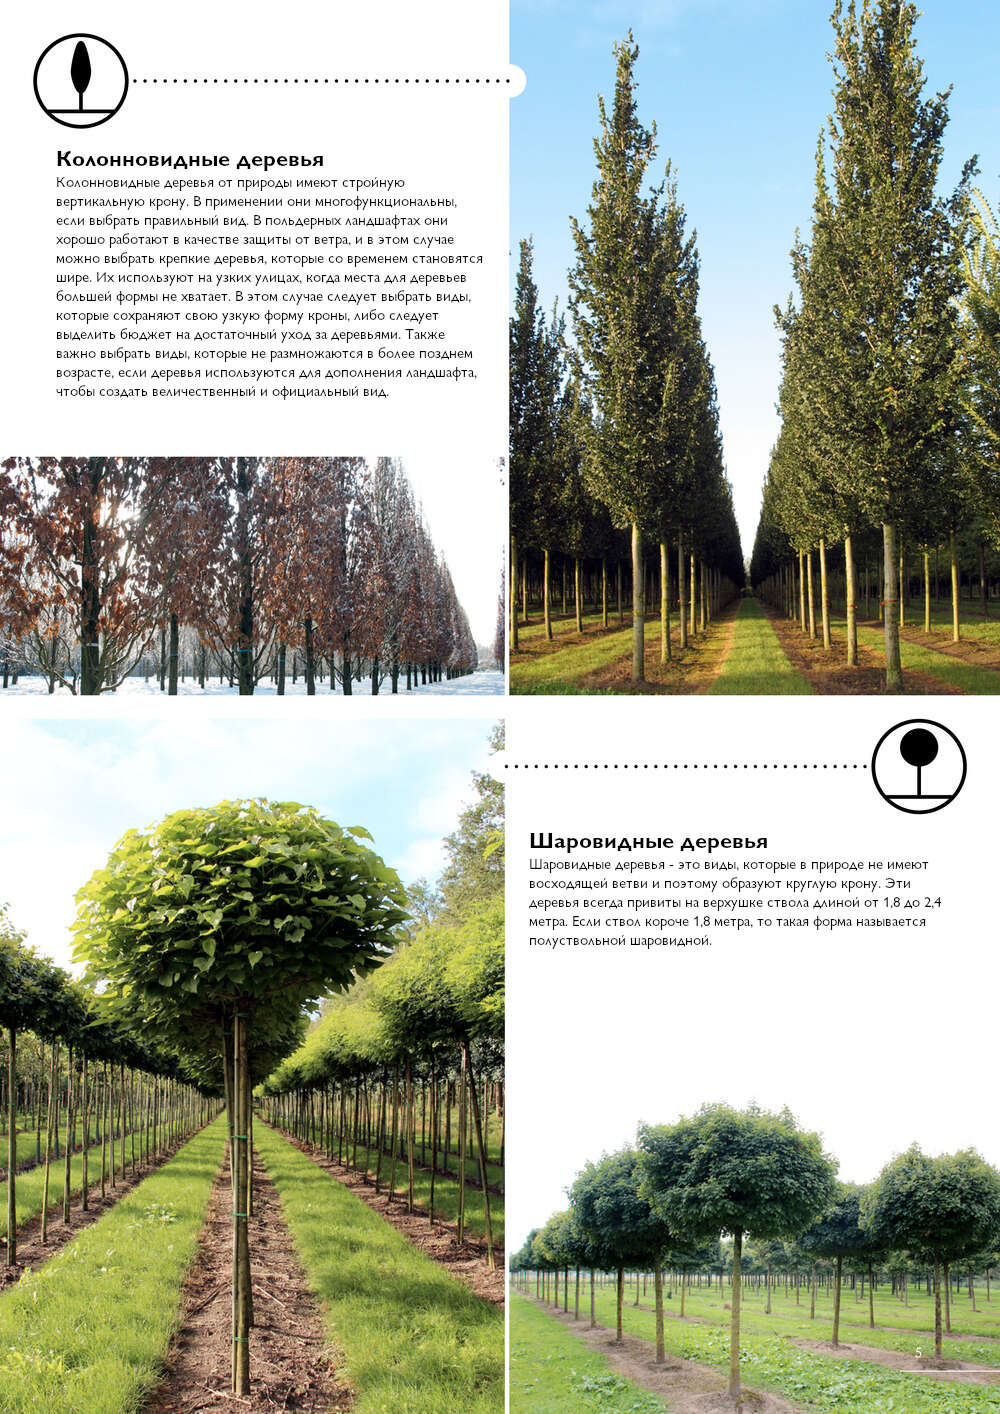 Колонновидные деревья
Колонновидные деревья от природы имеют стройную
вертикальную крону. В применении они многофункциональны,
если выбрать правильный вид. В польдерных ландшафтах они
хорошо работают в качестве защиты от ветра, и в этом случае
можно выбрать крепкие деревья, которые со временем становятся
шире. Их используют на узких улицах, когда места для деревьев
большей формы не хватает. В этом случае следует выбрать виды,
которые сохраняют свою узкую форму кроны, либо следует
выделить бюджет на достаточный уход за деревьями. Также
важно выбрать виды, которые не размножаются в более позднем
возрасте, если деревья используются для дополнения ландшафта,
чтобы создать величественный и официальный вид.
Шаровидные деревья
Шаровидные деревья - это виды, которые в природе не имеют
восходящей ветви и поэтому образуют круглую крону. Эти
деревья всегда привиты на верхушке ствола длиной от 1,8 до 2,4
метра. Если ствол короче 1,8 метра, то такая форма называется
полуствольной шаровидной.
5